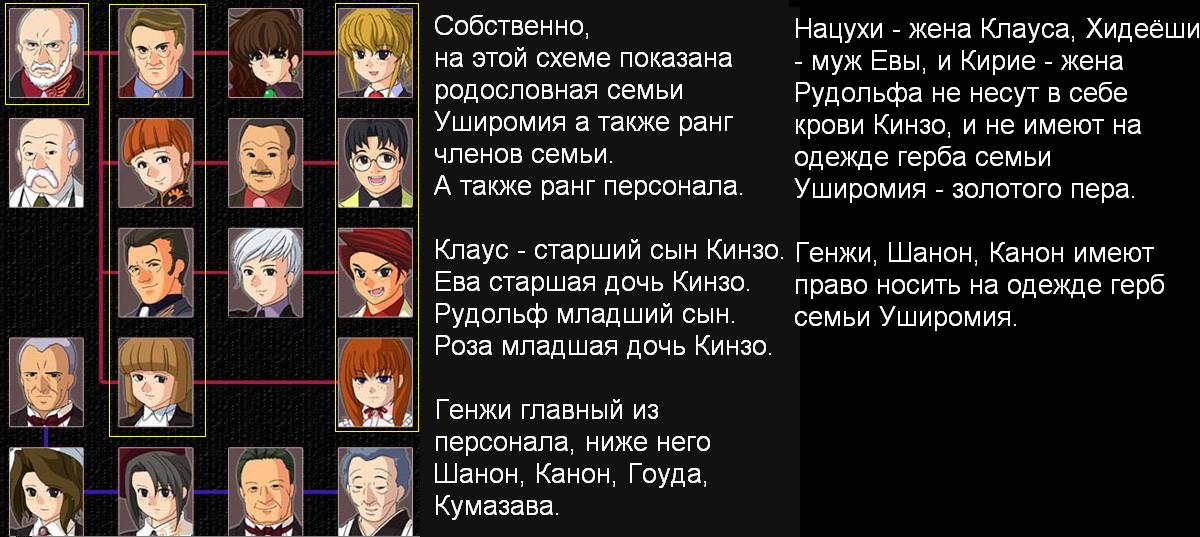 Собственно,
на этой схеме показана
родословная семьи
Уширомия а также ранг
членов семьи.
А также ранг персонала.
Клаус - старший сын Кинзо.
Ева старшая дочь Кинзо.
Рудольф младший сын.
Роза младшая дочь Кинзо.
Генжи главный из
персонала, ниже него
Шанон, Канон, Гоуда,
Кумазава.
Нацухи - жена Клауса, Хидеёши
- муж Евы, и Кирие - жена
Рудольфа не несут в себе
крови Кинзо, и не имеют на
одежде герба семьи
Уширомия - золотого пера.
Генжи, Шанон, Канон имеют
право носить на одежде герб
семьи Уширомия.